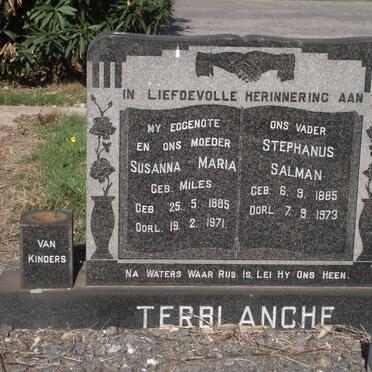 IN LIEFDEVOLLE HERINNERING AAN
MY EGGENOTE
EN ONS MOEDER
SUSANNA MARIA
GEB. MILES
GEB. 25. 5. 1885
OORL. 19. 2. 1971.
ONS VADER
STEPHANUS
SALMAN
GEB. 6. 9. 1885
OORL. 7. 9. 1973
VAN
KINDERS
NA WATERS WAAR RUS IS, LEI HY ONS HEEN.
TERBLANCHE